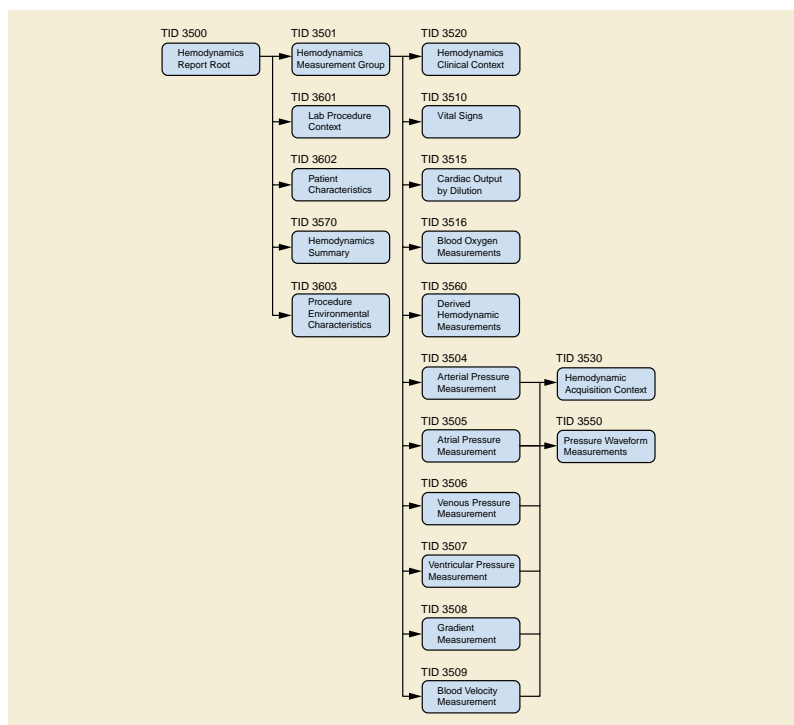 TID 3500
Hemodynamics
Report Root
TID 3501
Hemodynamics
Measurement Group
TID 3520
Hemodynamics
Clinical Context
TID 3601
Lab Procedure
Context
TID 3510
Vital Signs
TID 3602
Patient
Characteristics
TID 3515
Cardiac Output
by Dilution
TID 3570
Hemodynamics
Summary
TID 3516
Blood Oxygen
Measurements
TID 3603
Procedure
Environmental
Characteristics
TID 3560
Derived
Hemodynamic
Measurements
TID 3504
Arterial Pressure
Measurement
TID 3530
Hemodynamic
Acquisition Context
TID 3505
Atrial Pressure
Measurement
TID 3550
Pressure Waveform
Measurements
TID 3506
Venous Pressure
Measurement
TID 3507
Ventricular Pressure
Measurement
TID 3508
Gradient
Measurement
TID 3509
Blood Velocity
Measurement